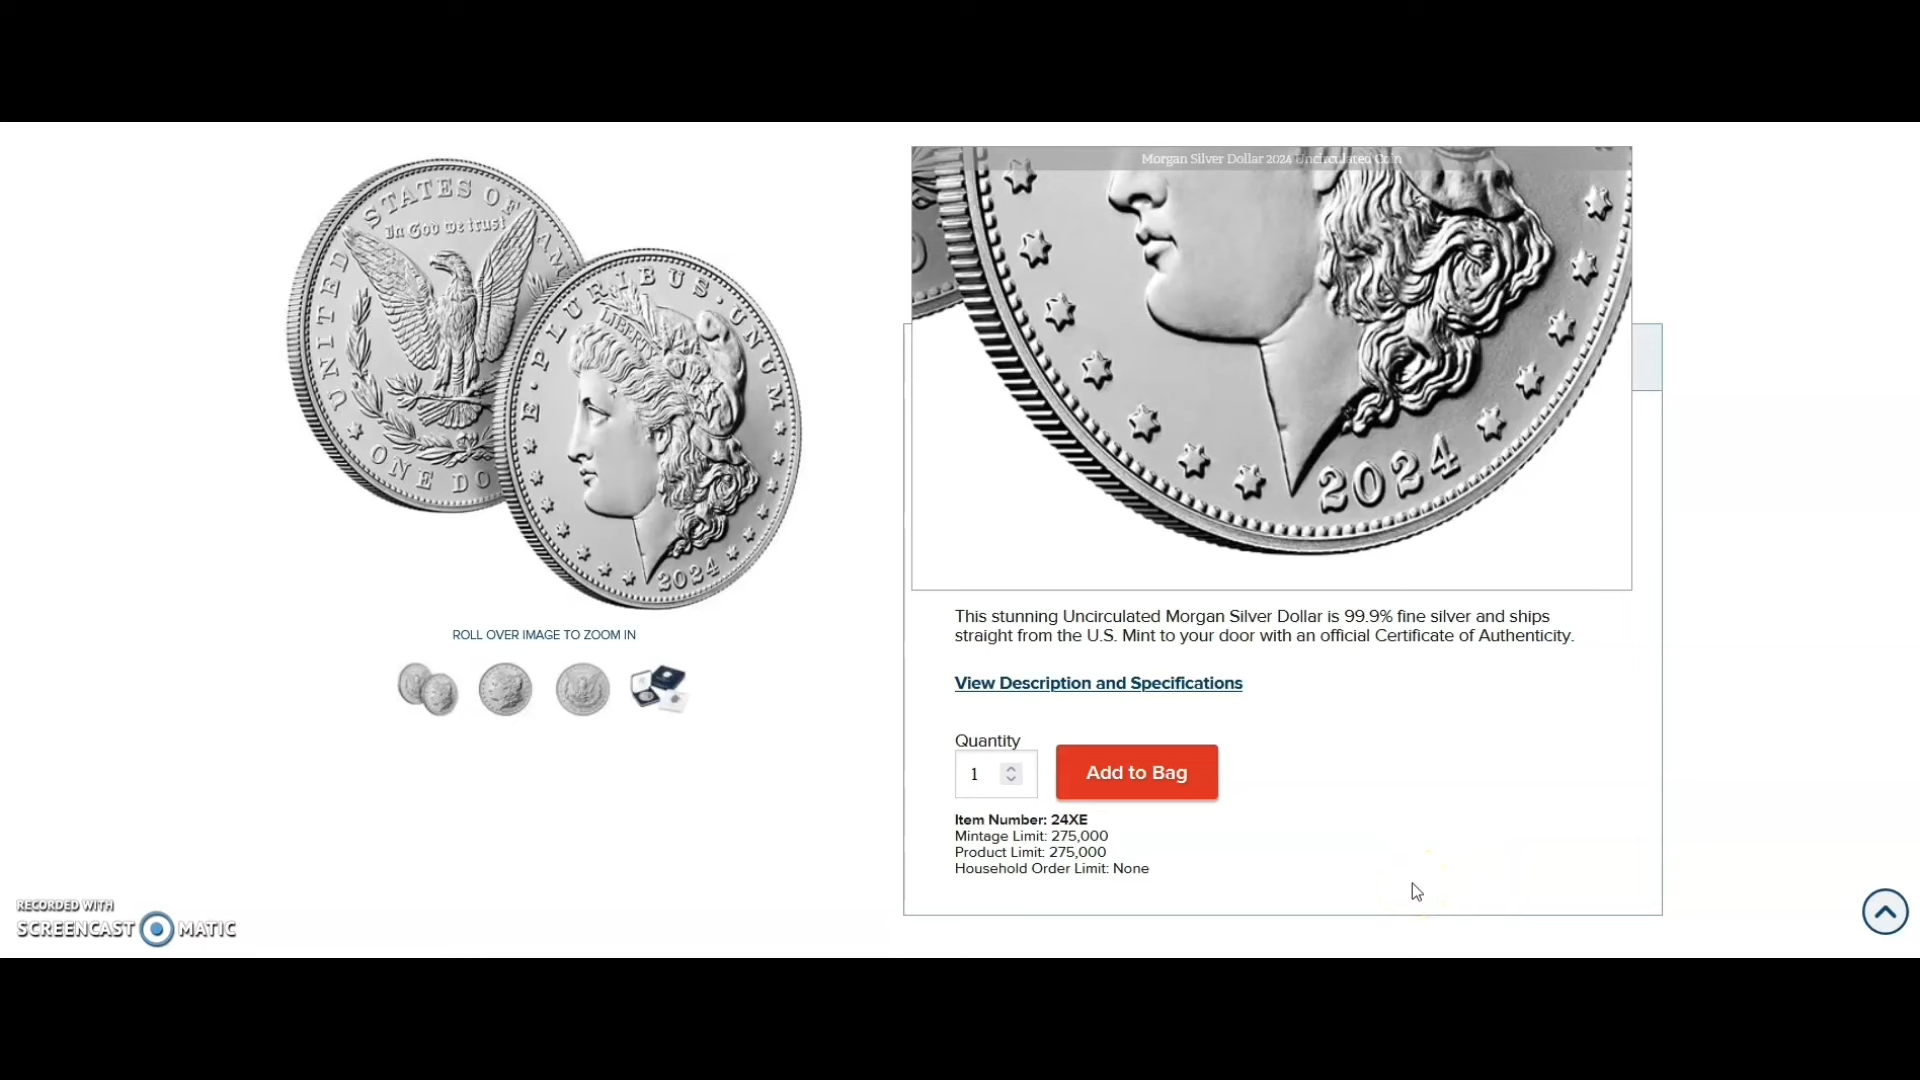 STATES OF AM
In God we trust
UNITED
ONE DO
E·PLURIBUS·UNUM
LIBERTY
2024
ROLL OVER IMAGE TO ZOOM IN
Morgan Silver Dollar 2024 Uncirculated Coin
2024
This stunning Uncirculated Morgan Silver Dollar is 99.9% fine silver and ships
straight from the U.S. Mint to your door with an official Certificate of Authenticity.
View Description and Specifications
Quantity
1
Add to Bag
Item Number: 24XE
Mintage Limit: 275,000
Product Limit: 275,000
Household Order Limit: None
RECORDED WITH
SCREENCAST MATIC